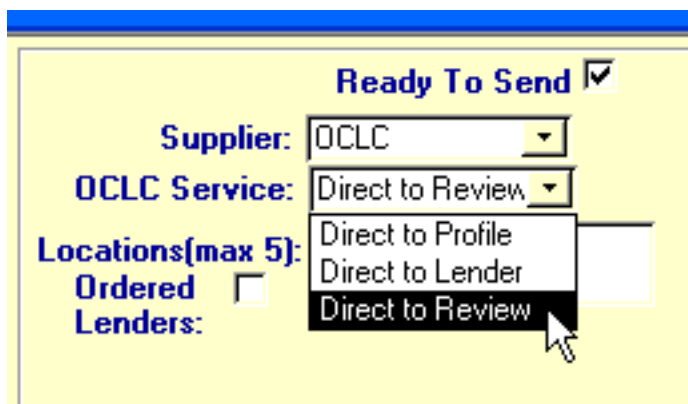 Ready To Send
Supplier: OCLC
OCLC Service: Direct to Review
Direct to Profile
Locations(max 5):
Direct to Lender
Ordered
Direct to Review
Lenders: